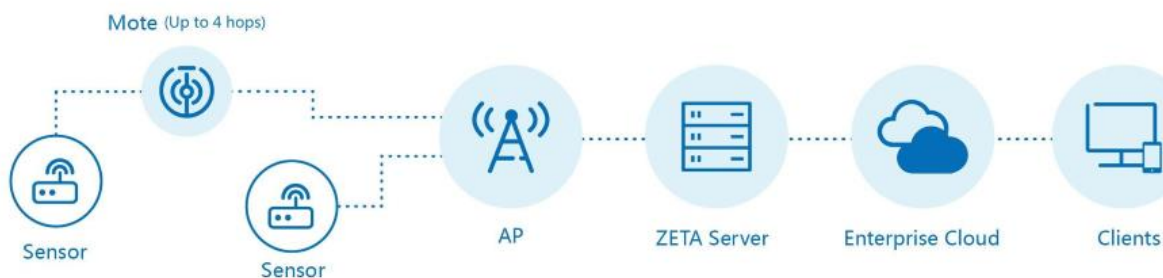 Mote (Up to 4 hops)
Sensor
Sensor
AP
ZETA Server
Enterprise Cloud
Clients